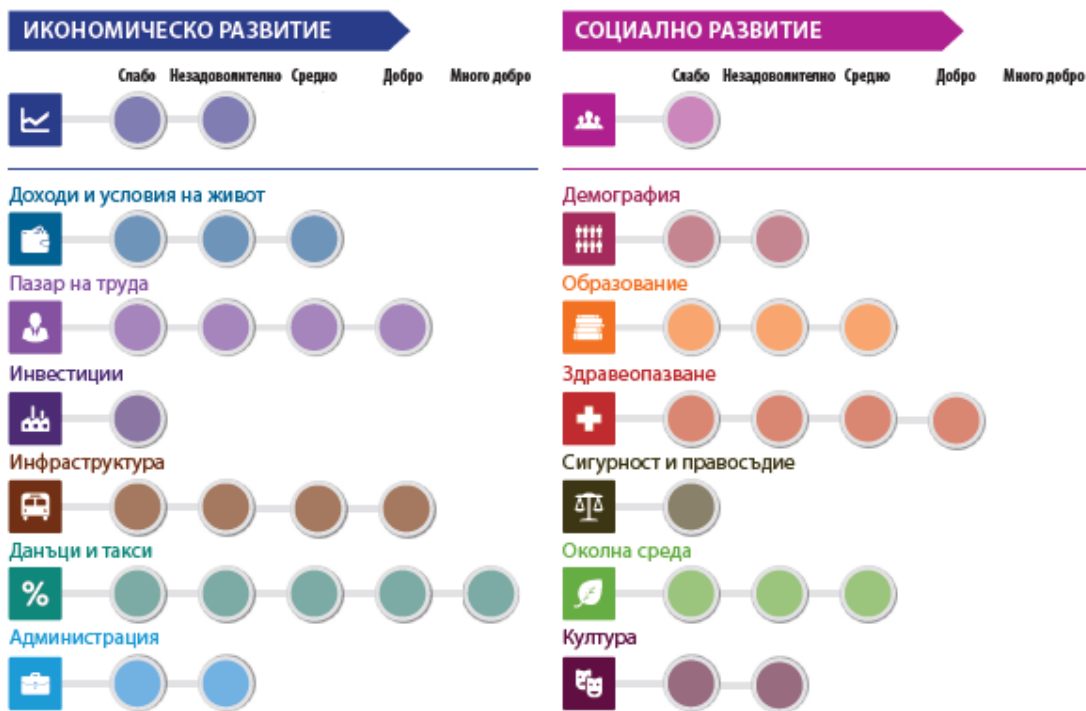 ИКОНОМИЧЕСКО РАЗВИТИЕ
Слабо Незадоволително Средно Добро Много добро
Доходи и условия на живот
Пазар на труда
Инвестиции
Инфраструктура
Данъци и такси
%
Администрация
СОЦИАЛНО РАЗВИТИЕ
Слабо Незадоволително Средно Добро Много добро
Демография
Образование
Здравеопазване
Сигурност и правосъдие
Околна среда
Култура